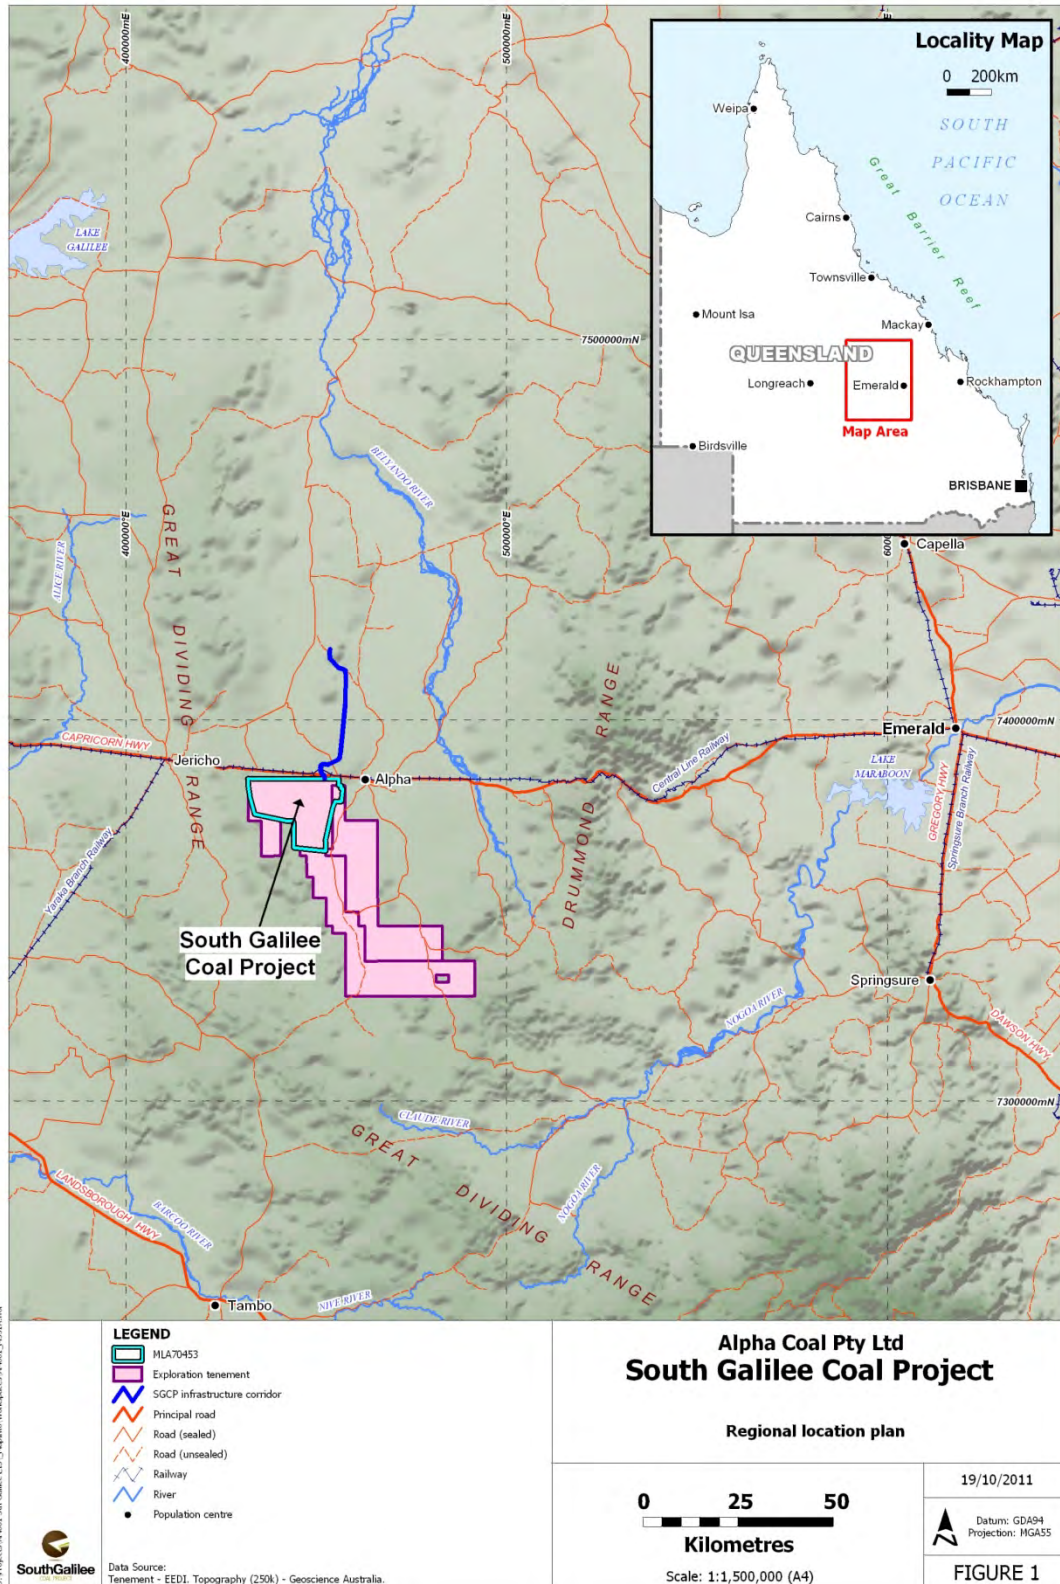 400000mE
500000mE
Locality Map
0 200km
SOUTH
PACIFIC
OCEAN
Great Barrier Reef
Weipa
Cairns
Townsville
Mount Isa
Mackay
QUEENSLAND
Longreach
Emerald
Rockhampton
Map Area
Birdsville
BRISBANE
LAKE
GALILEE
7500000mN
BELYANDO RIVER
GREAT DIVIDING RANGE
400000°E
500000°E
ALICE RIVER
Capella
DRUMMOND RANGE
7400000mN
CAPRICORN HWY
Jericho
Alpha
Central Line Railway
Emerald
LAKE
MARABOON
GREGORY HWY
Springsure Branch Railway
Yaraka Branch Railway
South Galilee
Coal Project
Springsure
NOGOA RIVER
DAWSON HWY
7300000mN
CLAUDE RIVER
GREAT DIVIDING RANGE
NOGOA RIVER
LANDSBOROUGH HWY
BARCOO RIVER
Tambo
NIVE RIVER
LEGEND
MLA70453
Exploration tenement
SGCP infrastructure corridor
Principal road
Road (sealed)
Road (unsealed)
Railway
River
Population centre
SouthGalilee
COAL PROJECT
Data Source:
Tenement - EEDI. Topography (250k) - Geoscience Australia.
Alpha Coal Pty Ltd
South Galilee Coal Project
Regional location plan
0 25 50
Kilometres
Scale: 1:1,500,000 (A4)
19/10/2011
Datum: GDA94
Projection: MGA55
FIGURE 1